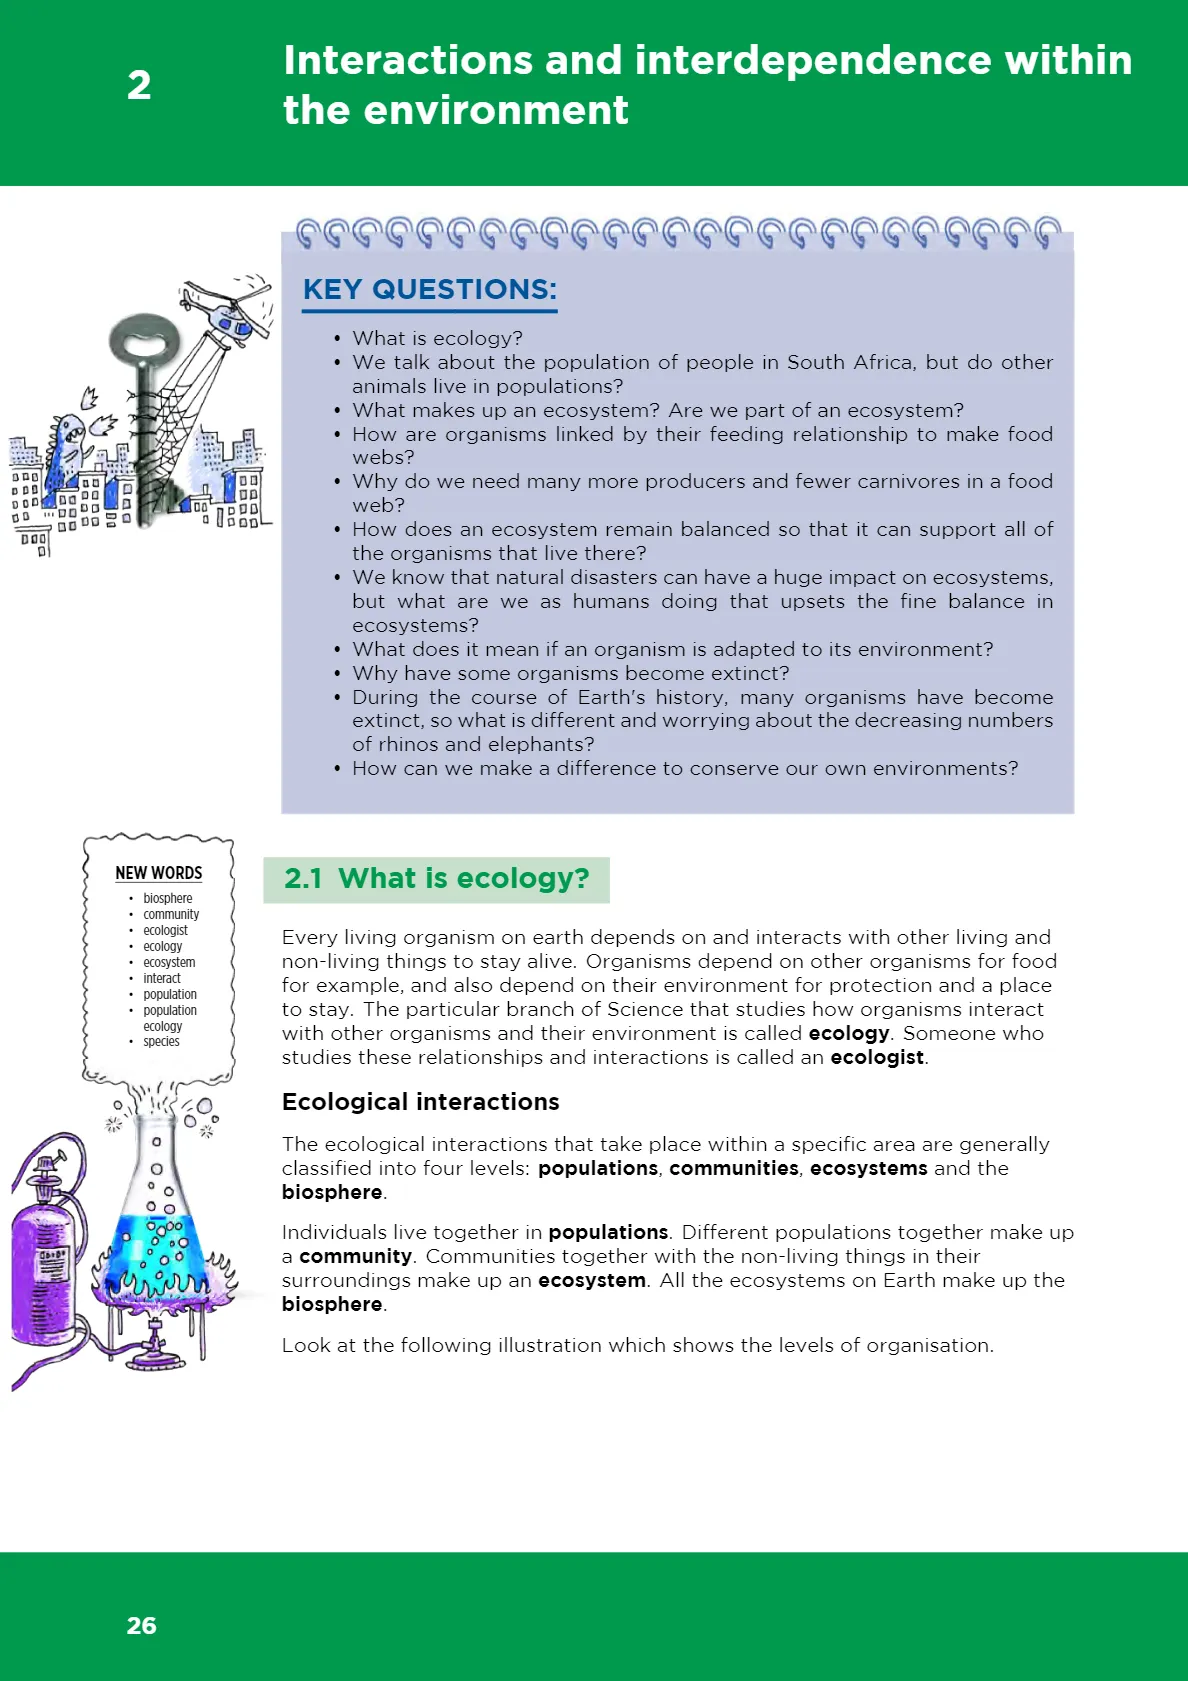 2
Interactions and interdependence within
the environment
KEY QUESTIONS:
• What is ecology?
• We talk about the population of people in South Africa, but do other
animals live in populations?
• What makes up an ecosystem? Are we part of an ecosystem?
• How are organisms linked by their feeding relationship to make food
webs?
• Why do we need many more producers and fewer carnivores in a food
web?
• How does an ecosystem remain balanced so that it can support all of
the organisms that live there?
• We know that natural disasters can have a huge impact on ecosystems,
but what are we as humans doing that upsets the fine balance in
ecosystems?
• What does it mean if an organism is adapted to its environment?
• Why have some organisms become extinct?
• During the course of Earth's history, many organisms have become
extinct, so what is different and worrying about the decreasing numbers
of rhinos and elephants?
• How can we make a difference to conserve our own environments?
NEW WORDS
• biosphere
• community
• ecologist
• ecology
• ecosystem
• interact
• population
• population
ecology
• species
2.1 What is ecology?
Every living organism on earth depends on and interacts with other living and
non-living things to stay alive. Organisms depend on other organisms for food
for example, and also depend on their environment for protection and a place
to stay. The particular branch of Science that studies how organisms interact
with other organisms and their environment is called ecology. Someone who
studies these relationships and interactions is called an ecologist.
Ecological interactions
The ecological interactions that take place within a specific area are generally
classified into four levels: populations, communities, ecosystems and the
biosphere.
Individuals live together in populations. Different populations together make up
a community. Communities together with the non-living things in their
surroundings make up an ecosystem. All the ecosystems on Earth make up the
biosphere.
Look at the following illustration which shows the levels of organisation.
26